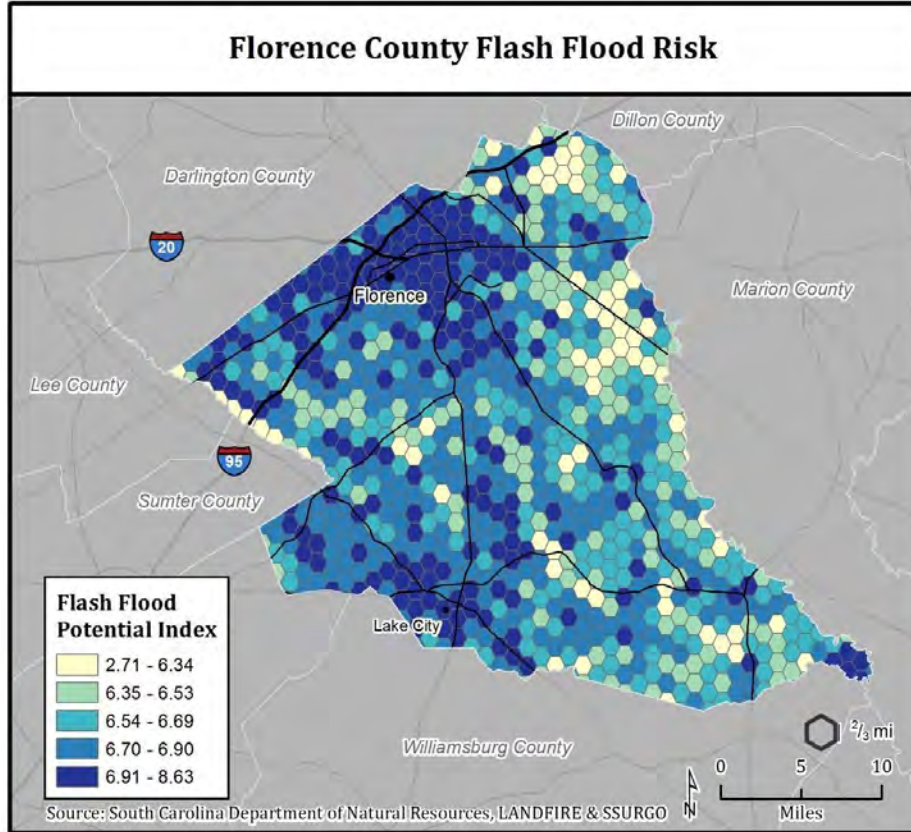 Florence County Flash Flood Risk
Dillon County
Darlington County
20
Florence
Marion County
Lee County
95
Sumter County
Flash Flood
Potential Index
2.71 - 6.34
6.35 - 6.53
6.54 - 6.69
6.70 - 6.90
6.91 - 8.63
Lake City
Williamsburg County
2/3 mi
N
0 5 10
Miles
Source: South Carolina Department of Natural Resources, LANDFIRE & SSURGO